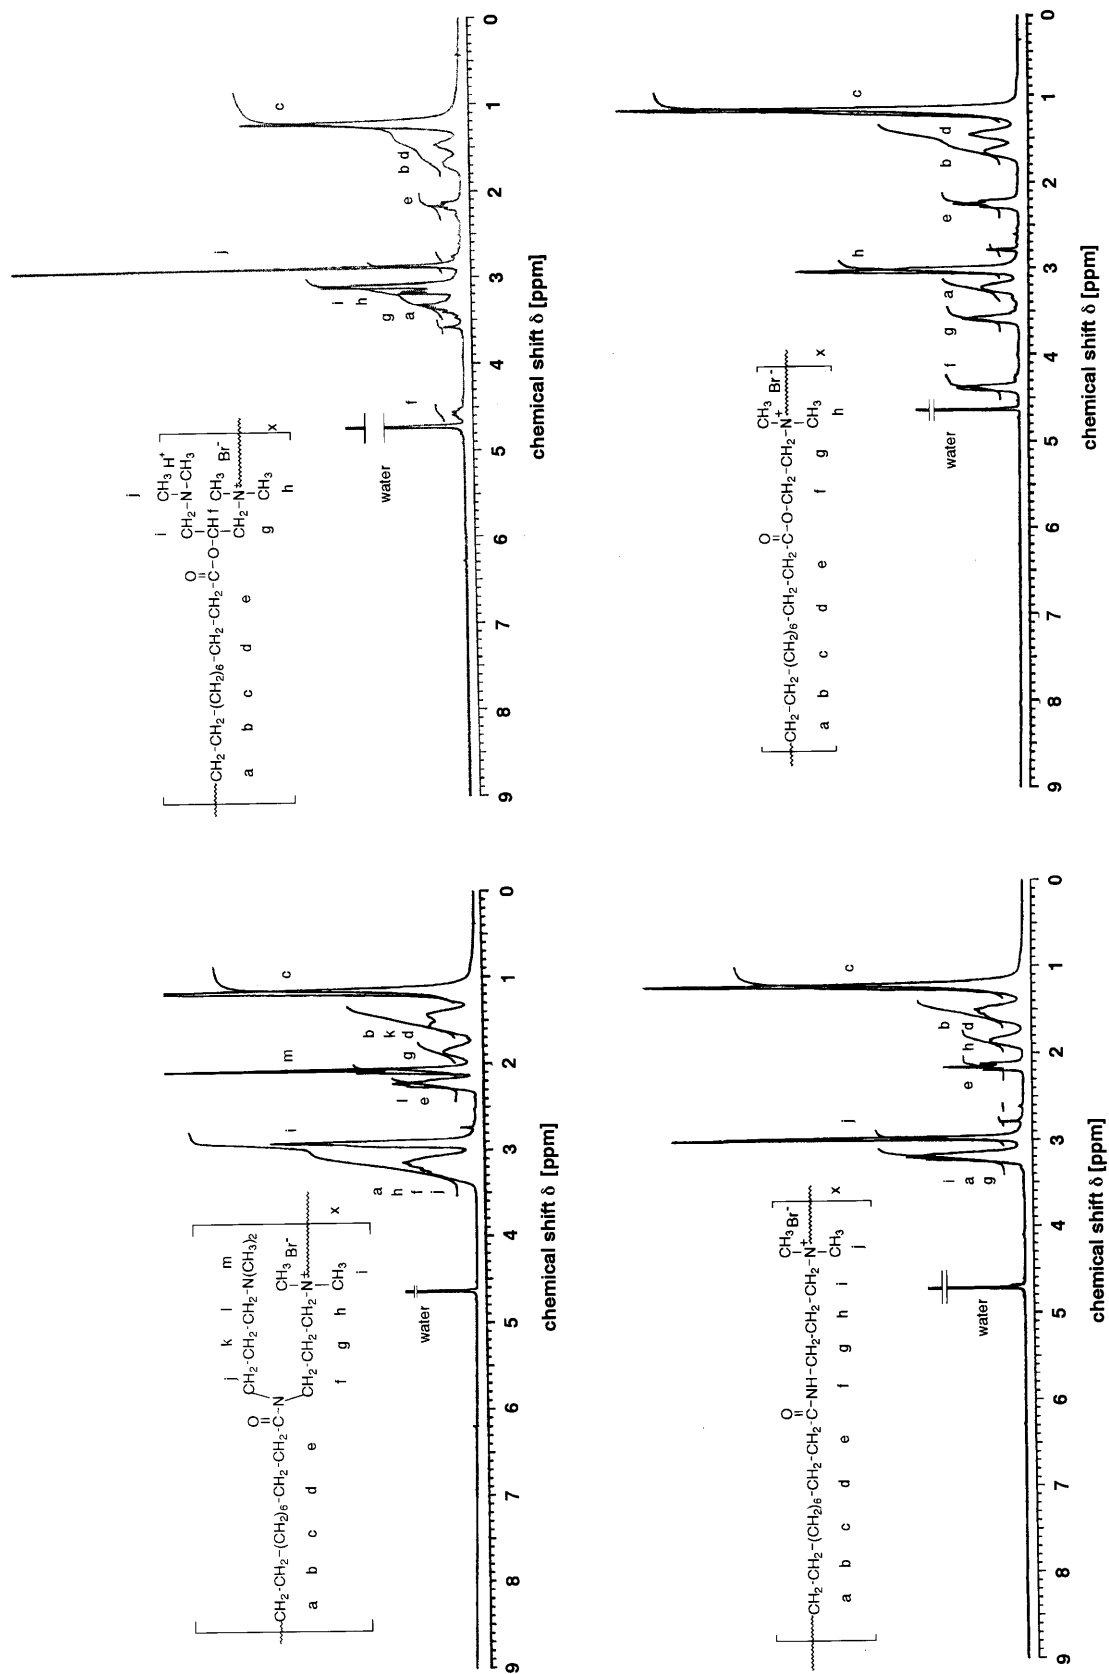 j
i
CH3 H+
CH2-N-CH3
O
CH2-CH2-(CH2)6-CH2-CH2-C-O-CH f CH3 Br-
CH2-N+
CH3
x
a b c d e g h
water
f
g a
i h
j
e
b d
c
9 8 7 6 5 4 3 2 1 0
chemical shift δ [ppm]
O
CH3 Br-
CH2-CH2-(CH2)6-CH2-CH2-C-O-CH2-CH2-N+
CH3
x
a b c d e f g h
water
f
g
a
h
e
b
d
c
9 8 7 6 5 4 3 2 1 0
chemical shift δ [ppm]
j k l m
CH2-CH2-CH2-N(CH3)2
O
CH2-CH2-(CH2)6-CH2-CH2-C-N
CH3 Br-
CH2-CH2-CH2-N+
CH3
x
a b c d e f g h i
water
a h f j
i
l e
m
g
b k d
c
9 8 7 6 5 4 3 2 1 0
chemical shift δ [ppm]
O
CH3 Br-
CH2-CH2-(CH2)6-CH2-CH2-C-NH-CH2-CH2-CH2-N+
CH3
x
a b c d e f g h i j
water
i a g
j
e
h d
b
c
9 8 7 6 5 4 3 2 1 0
chemical shift δ [ppm]